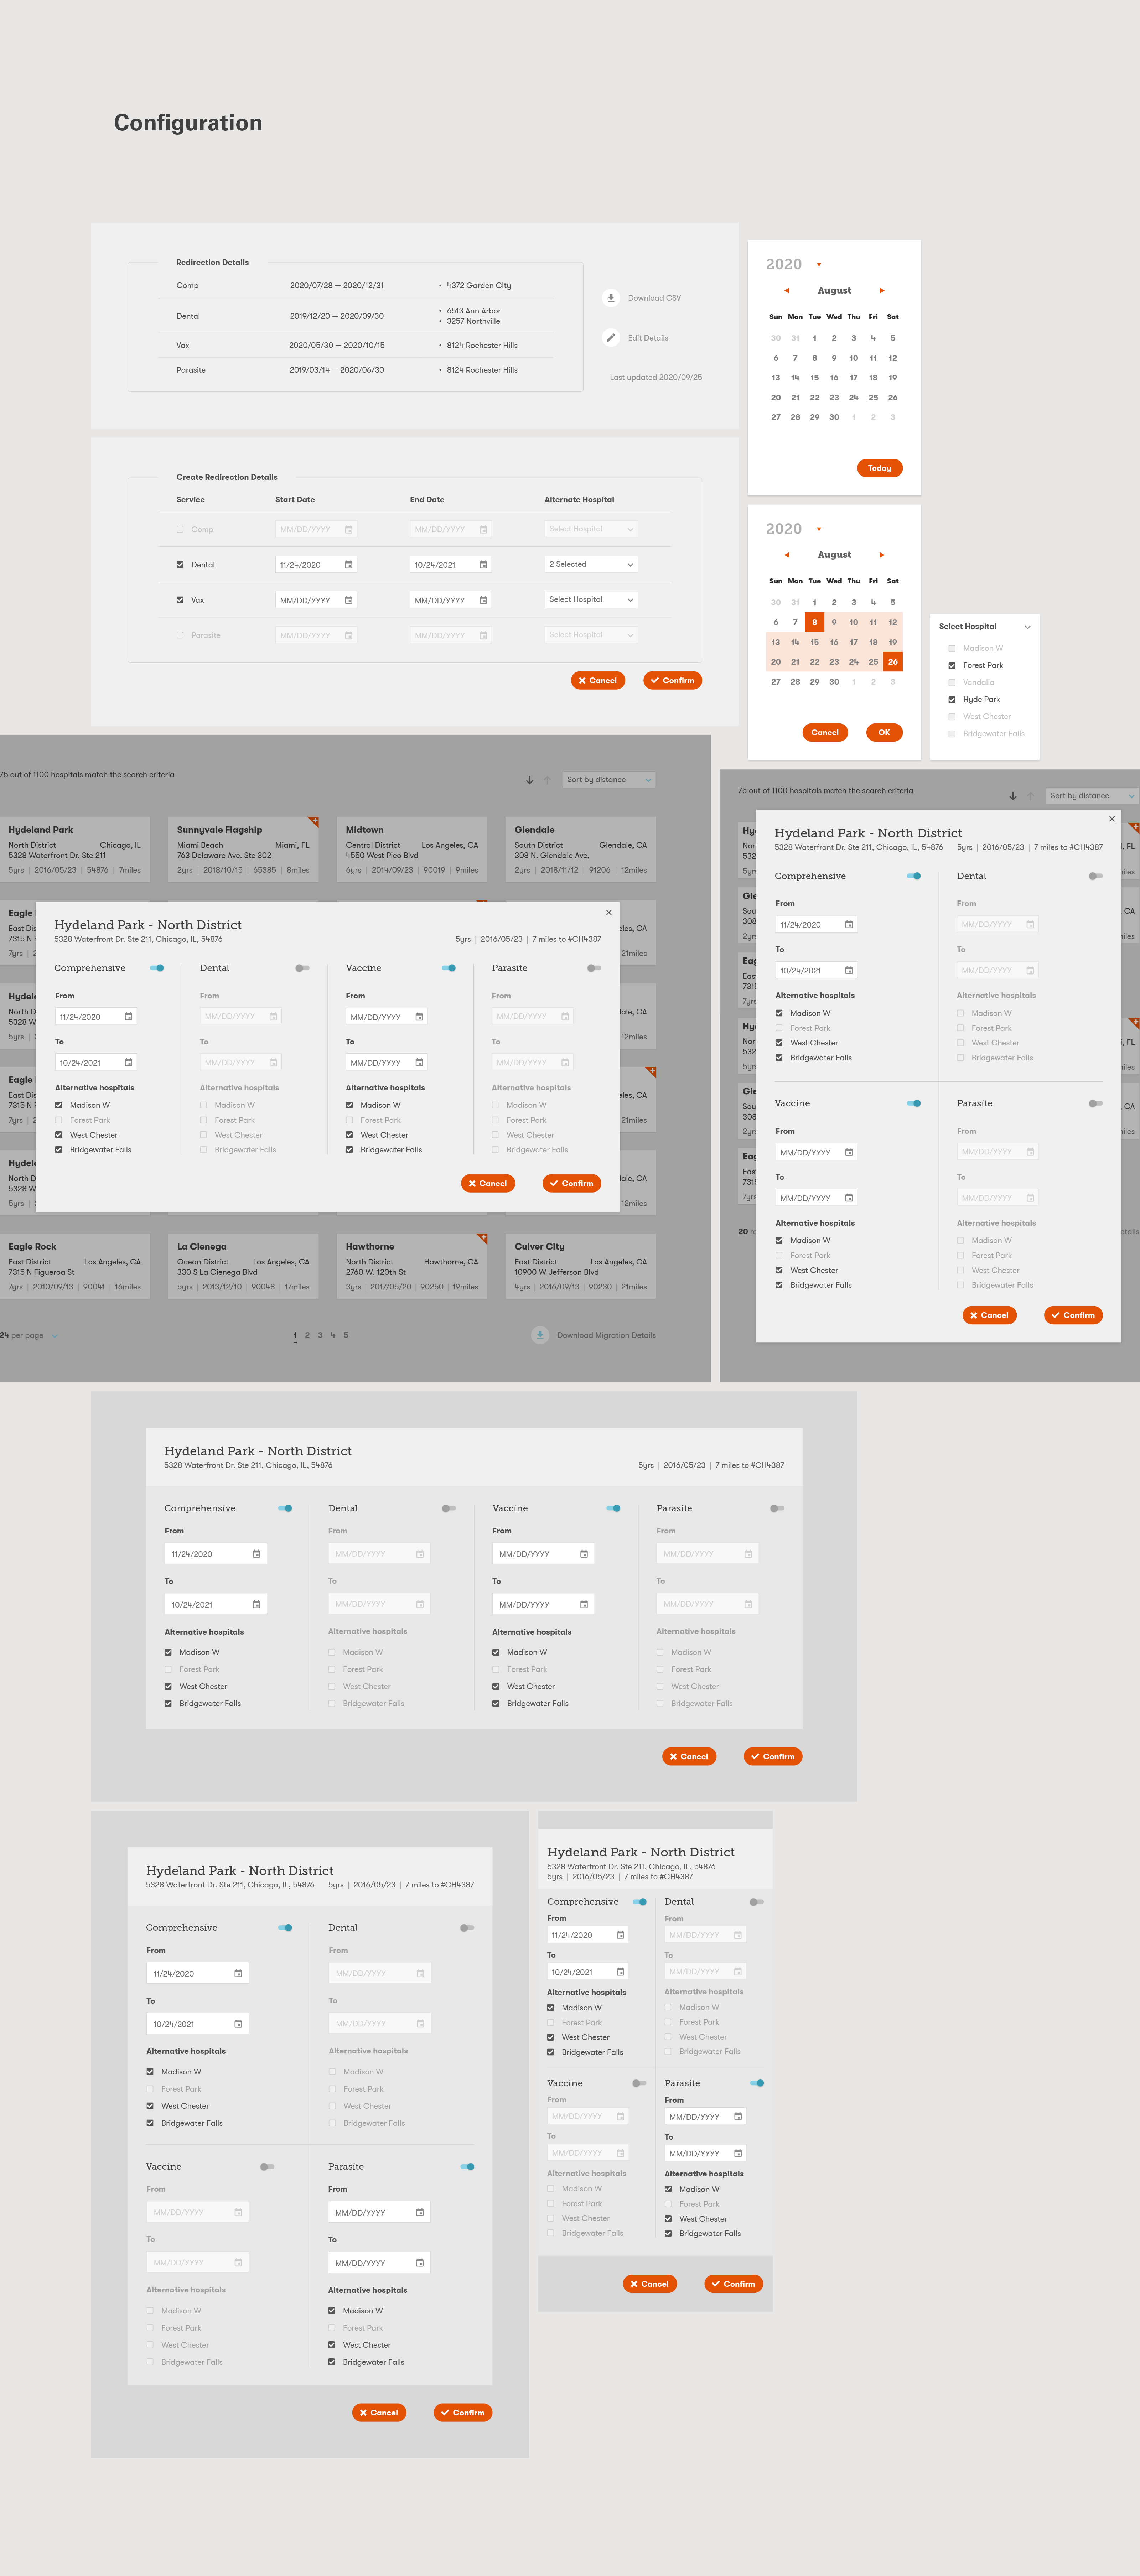 Configuration
Redirection Details
Comp 2020/07/28 — 2020/12/31 • 4372 Garden City
Dental 2019/12/20 — 2020/09/30 • 6513 Ann Arbor
• 3257 Northville
Vax 2020/05/30 — 2020/10/15 • 8124 Rochester Hills
Parasite 2019/03/14 — 2020/06/30 • 8124 Rochester Hills
Download CSV
Edit Details
Last updated 2020/09/25
2020
August
Sun Mon Tue Wed Thu Fri Sat
30 31 1 2 3 4 5
6 7 8 9 10 11 12
13 14 15 16 17 18 19
20 21 22 23 24 25 26
27 28 29 30 1 2 3
Today
Create Redirection Details
Service Start Date End Date Alternate Hospital
Comp MM/DD/YYYY MM/DD/YYYY Select Hospital
Dental 11/24/2020 10/24/2021 2 Selected
Vax MM/DD/YYYY MM/DD/YYYY Select Hospital
Parasite MM/DD/YYYY MM/DD/YYYY Select Hospital
Cancel Confirm
2020
August
Sun Mon Tue Wed Thu Fri Sat
30 31 1 2 3 4 5
6 7 8 9 10 11 12
13 14 15 16 17 18 19
20 21 22 23 24 25 26
27 28 29 30 1 2 3
Cancel OK
Select Hospital
Madison W
Forest Park
Vandalia
Hyde Park
West Chester
Bridgewater Falls
75 out of 1100 hospitals match the search criteria
Sort by distance
Hydeland Park
North District Chicago, IL
5328 Waterfront Dr. Ste 211
5yrs | 2016/05/23 | 54876 | 7miles
Sunnyvale Flagship
Miami Beach Miami, FL
763 Delaware Ave. Ste 302
2yrs | 2018/10/15 | 65385 | 8miles
Midtown
Central District Los Angeles, CA
4550 West Pico Blvd
6yrs | 2014/09/23 | 90019 | 9miles
Glendale
South District Glendale, CA
308 N. Glendale Ave,
2yrs | 2018/11/12 | 91206 | 12miles
Hydeland Park - North District
5328 Waterfront Dr. Ste 211, Chicago, IL, 54876 5yrs | 2016/05/23 | 7 miles to #CH4387
Comprehensive Dental Vaccine Parasite
From From From From
11/24/2020 MM/DD/YYYY MM/DD/YYYY MM/DD/YYYY
To To To To
10/24/2021 MM/DD/YYYY MM/DD/YYYY MM/DD/YYYY
Alternative hospitals Alternative hospitals Alternative hospitals Alternative hospitals
Madison W Madison W Madison W Madison W
Forest Park Forest Park Forest Park Forest Park
West Chester West Chester West Chester West Chester
Bridgewater Falls Bridgewater Falls Bridgewater Falls Bridgewater Falls
Cancel Confirm
Eagle Rock
East District Los Angeles, CA
7315 N Figueroa St
7yrs | 2010/09/13 | 90041 | 16miles
La Cienega
Ocean District Los Angeles, CA
330 S La Cienega Blvd
5yrs | 2013/12/10 | 90048 | 17miles
Hawthorne
North District Hawthorne, CA
2760 W. 120th St
3yrs | 2017/05/20 | 90250 | 19miles
Culver City
East District Los Angeles, CA
10900 W Jefferson Blvd
4yrs | 2016/09/13 | 90230 | 21miles
24 per page 1 2 3 4 5 Download Migration Details
75 out of 1100 hospitals match the search criteria
Sort by distance
Hydeland Park - North District
5328 Waterfront Dr. Ste 211, Chicago, IL, 54876 5yrs | 2016/05/23 | 7 miles to #CH4387
Comprehensive Dental
From From
11/24/2020 MM/DD/YYYY
To To
10/24/2021 MM/DD/YYYY
Alternative hospitals Alternative hospitals
Madison W Madison W
Forest Park Forest Park
West Chester West Chester
Bridgewater Falls Bridgewater Falls
Vaccine Parasite
From From
MM/DD/YYYY MM/DD/YYYY
To To
MM/DD/YYYY MM/DD/YYYY
Alternative hospitals Alternative hospitals
Madison W Madison W
Forest Park Forest Park
West Chester West Chester
Bridgewater Falls Bridgewater Falls
Cancel Confirm
Hydeland Park - North District
5328 Waterfront Dr. Ste 211, Chicago, IL, 54876 5yrs | 2016/05/23 | 7 miles to #CH4387
Comprehensive Dental Vaccine Parasite
From From From From
11/24/2020 MM/DD/YYYY MM/DD/YYYY MM/DD/YYYY
To To To To
10/24/2021 MM/DD/YYYY MM/DD/YYYY MM/DD/YYYY
Alternative hospitals Alternative hospitals Alternative hospitals Alternative hospitals
Madison W Madison W Madison W Madison W
Forest Park Forest Park Forest Park Forest Park
West Chester West Chester West Chester West Chester
Bridgewater Falls Bridgewater Falls Bridgewater Falls Bridgewater Falls
Cancel Confirm
Hydeland Park - North District
5328 Waterfront Dr. Ste 211, Chicago, IL, 54876 5yrs | 2016/05/23 | 7 miles to #CH4387
Comprehensive Dental
From From
11/24/2020 MM/DD/YYYY
To To
10/24/2021 MM/DD/YYYY
Alternative hospitals Alternative hospitals
Madison W Madison W
Forest Park Forest Park
West Chester West Chester
Bridgewater Falls Bridgewater Falls
Vaccine Parasite
From From
MM/DD/YYYY MM/DD/YYYY
To To
MM/DD/YYYY MM/DD/YYYY
Alternative hospitals Alternative hospitals
Madison W Madison W
Forest Park Forest Park
West Chester West Chester
Bridgewater Falls Bridgewater Falls
Cancel Confirm
Hydeland Park - North District
5328 Waterfront Dr. Ste 211, Chicago, IL, 54876
5yrs | 2016/05/23 | 7 miles to #CH4387
Comprehensive Dental
From From
11/24/2020 MM/DD/YYYY
To To
10/24/2021 MM/DD/YYYY
Alternative hospitals Alternative hospitals
Madison W Madison W
Forest Park Forest Park
West Chester West Chester
Bridgewater Falls Bridgewater Falls
Vaccine Parasite
From From
MM/DD/YYYY MM/DD/YYYY
To To
MM/DD/YYYY MM/DD/YYYY
Alternative hospitals Alternative hospitals
Madison W Madison W
Forest Park Forest Park
West Chester West Chester
Bridgewater Falls Bridgewater Falls
Cancel Confirm